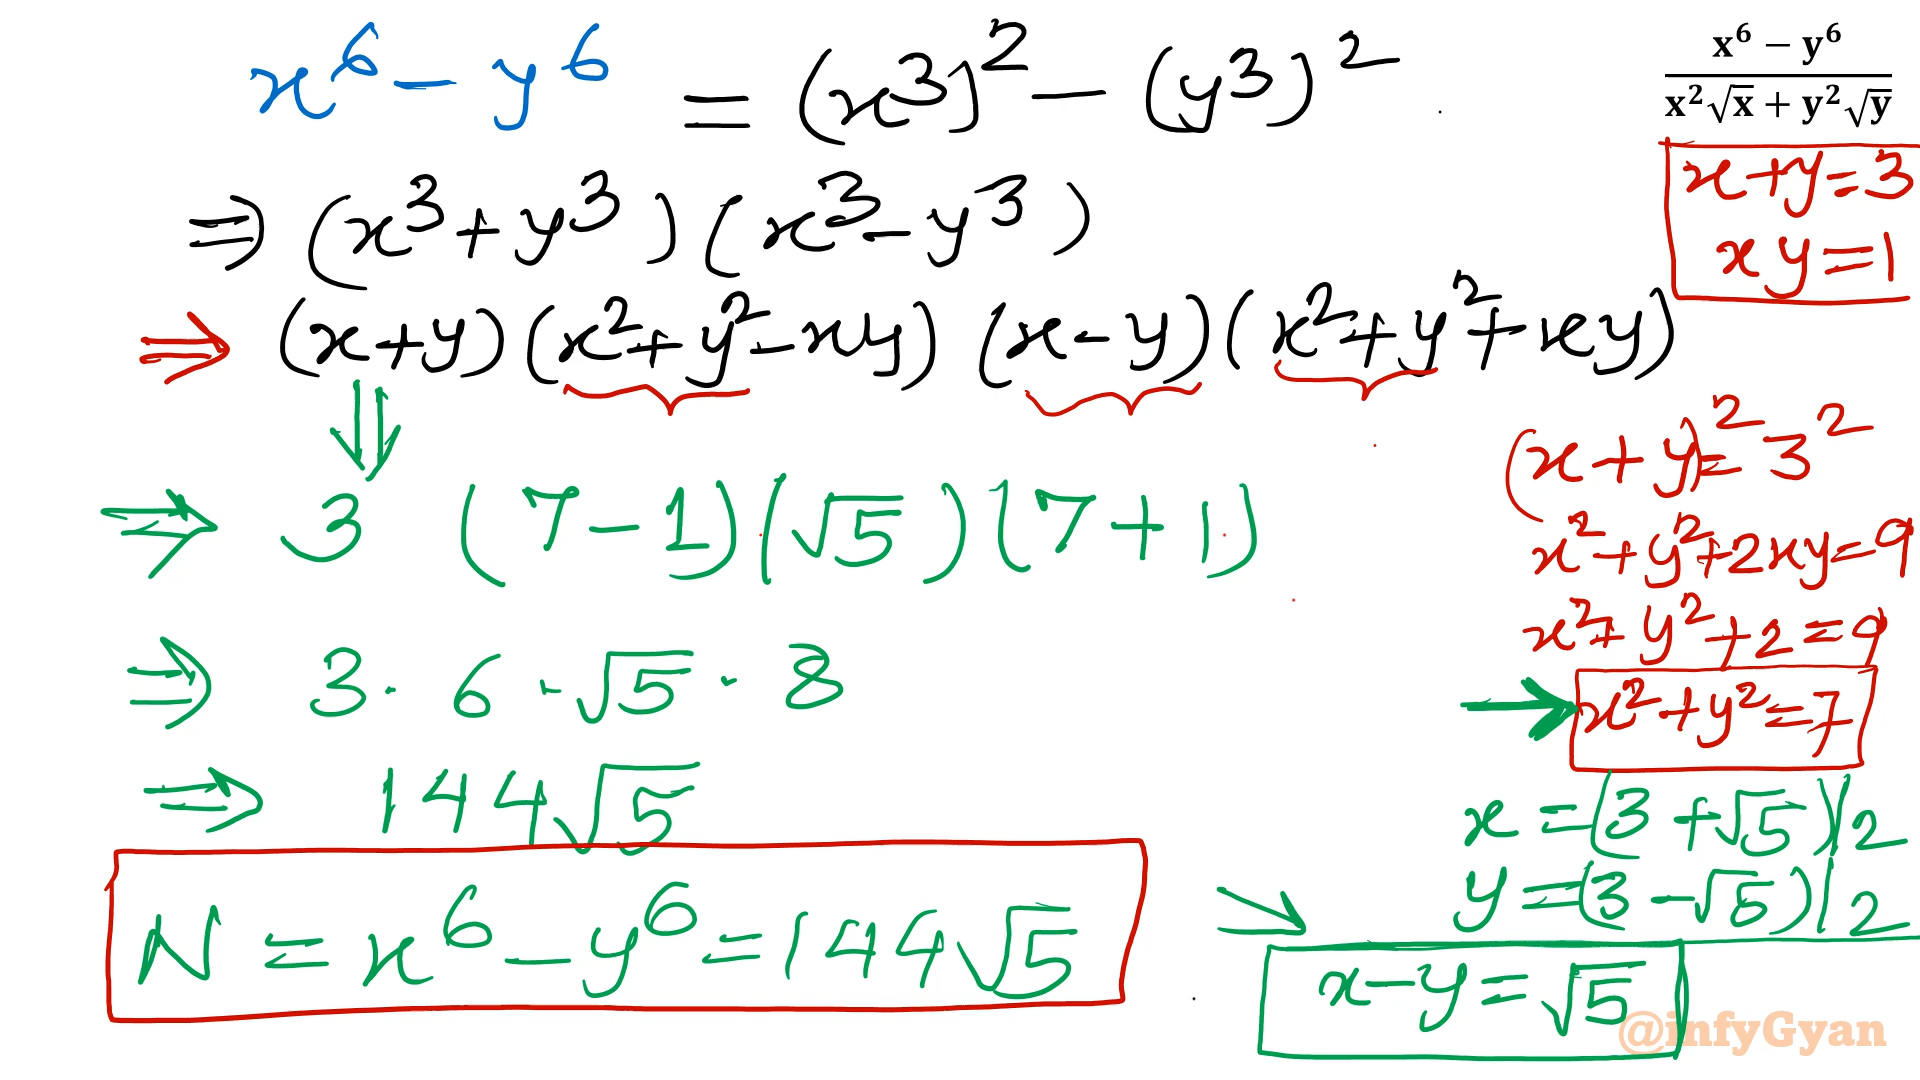 x⁶ − y⁶ = (x³)² − (y³)²
x⁶ − y⁶
x²√x + y²√y
x+y=3
xy=1
⇒ (x³+y³)(x³−y³)
⇒ (x+y)(x²+y²−xy)(x−y)(x²+y²+xy)
(x+y)²=3²
x²+y²+2xy=9
x²+y²+2=9
x²+y²=7
⇒ 3 (7−1)(√5)(7+1)
⇒ 3·6·√5·8
⇒ 144√5
N = x⁶−y⁶=144√5
x=(3+√5)/2
y=(3−√5)/2
x−y=√5
@infyGyan